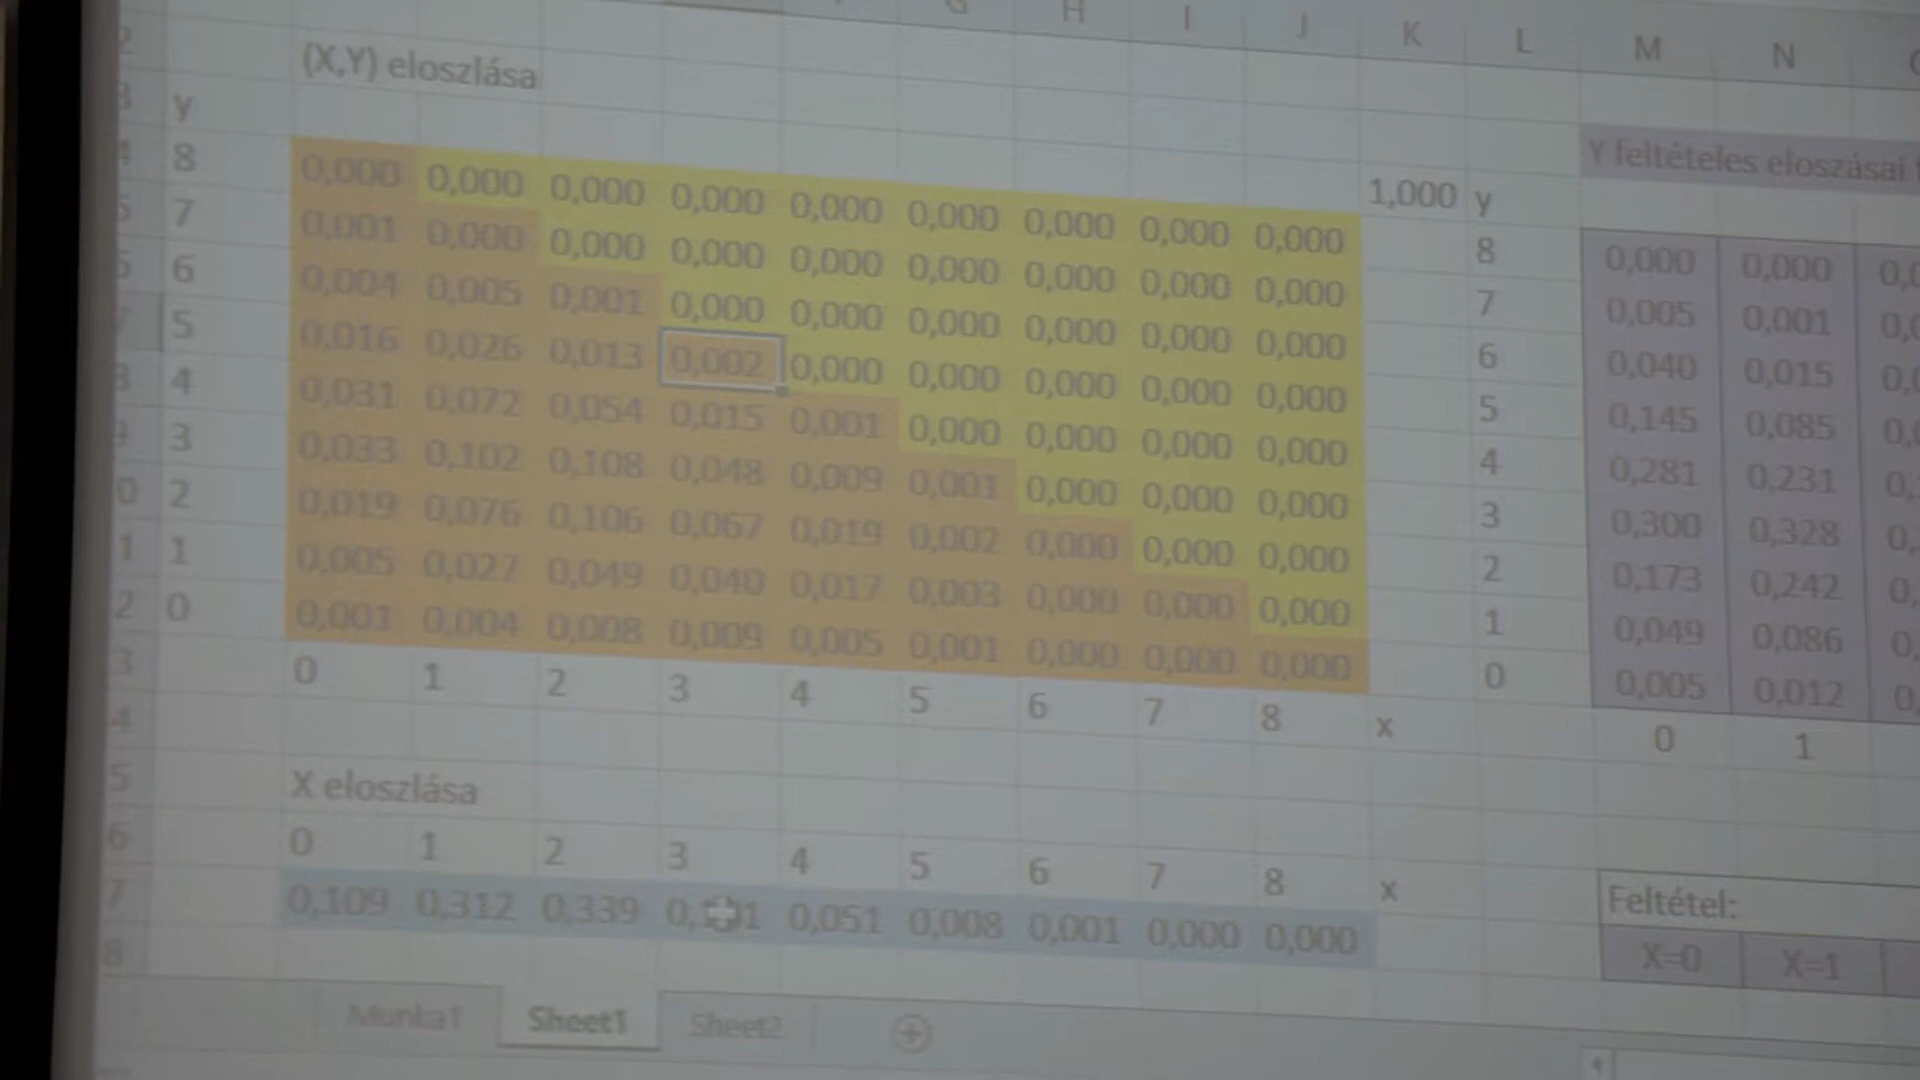 G H I J K L M N
(X,Y) eloszlása
y
8 0,000 0,000 0,000 0,000 0,000 0,000 0,000 0,000 0,000
7 0,001 0,000 0,000 0,000 0,000 0,000 0,000 0,000 0,000
6 0,004 0,005 0,001 0,000 0,000 0,000 0,000 0,000 0,000
5 0,016 0,026 0,013 0,002 0,000 0,000 0,000 0,000 0,000
4 0,031 0,072 0,054 0,015 0,001 0,000 0,000 0,000 0,000
3 0,033 0,102 0,108 0,048 0,009 0,001 0,000 0,000 0,000
2 0,019 0,076 0,106 0,067 0,019 0,002 0,000 0,000 0,000
1 0,005 0,027 0,049 0,040 0,017 0,003 0,000 0,000 0,000
0 0,001 0,004 0,008 0,009 0,005 0,001 0,000 0,000 0,000
0 1 2 3 4 5 6 7 8 x
X eloszlása
0 1 2 3 4 5 6 7 8 x
0,109 0,312 0,339 0,051 0,008 0,001 0,000 0,000
Munka1 Sheet1 Sheet2
Y feltételes eloszásai
1,000 y
8 0,000 0,000
7 0,005 0,001
6 0,040 0,015
5 0,145 0,085
4 0,281 0,231
3 0,300 0,328
2 0,173 0,242
1 0,049 0,086
0 0,005 0,012
0 1
Feltétel:
X=0 X=1